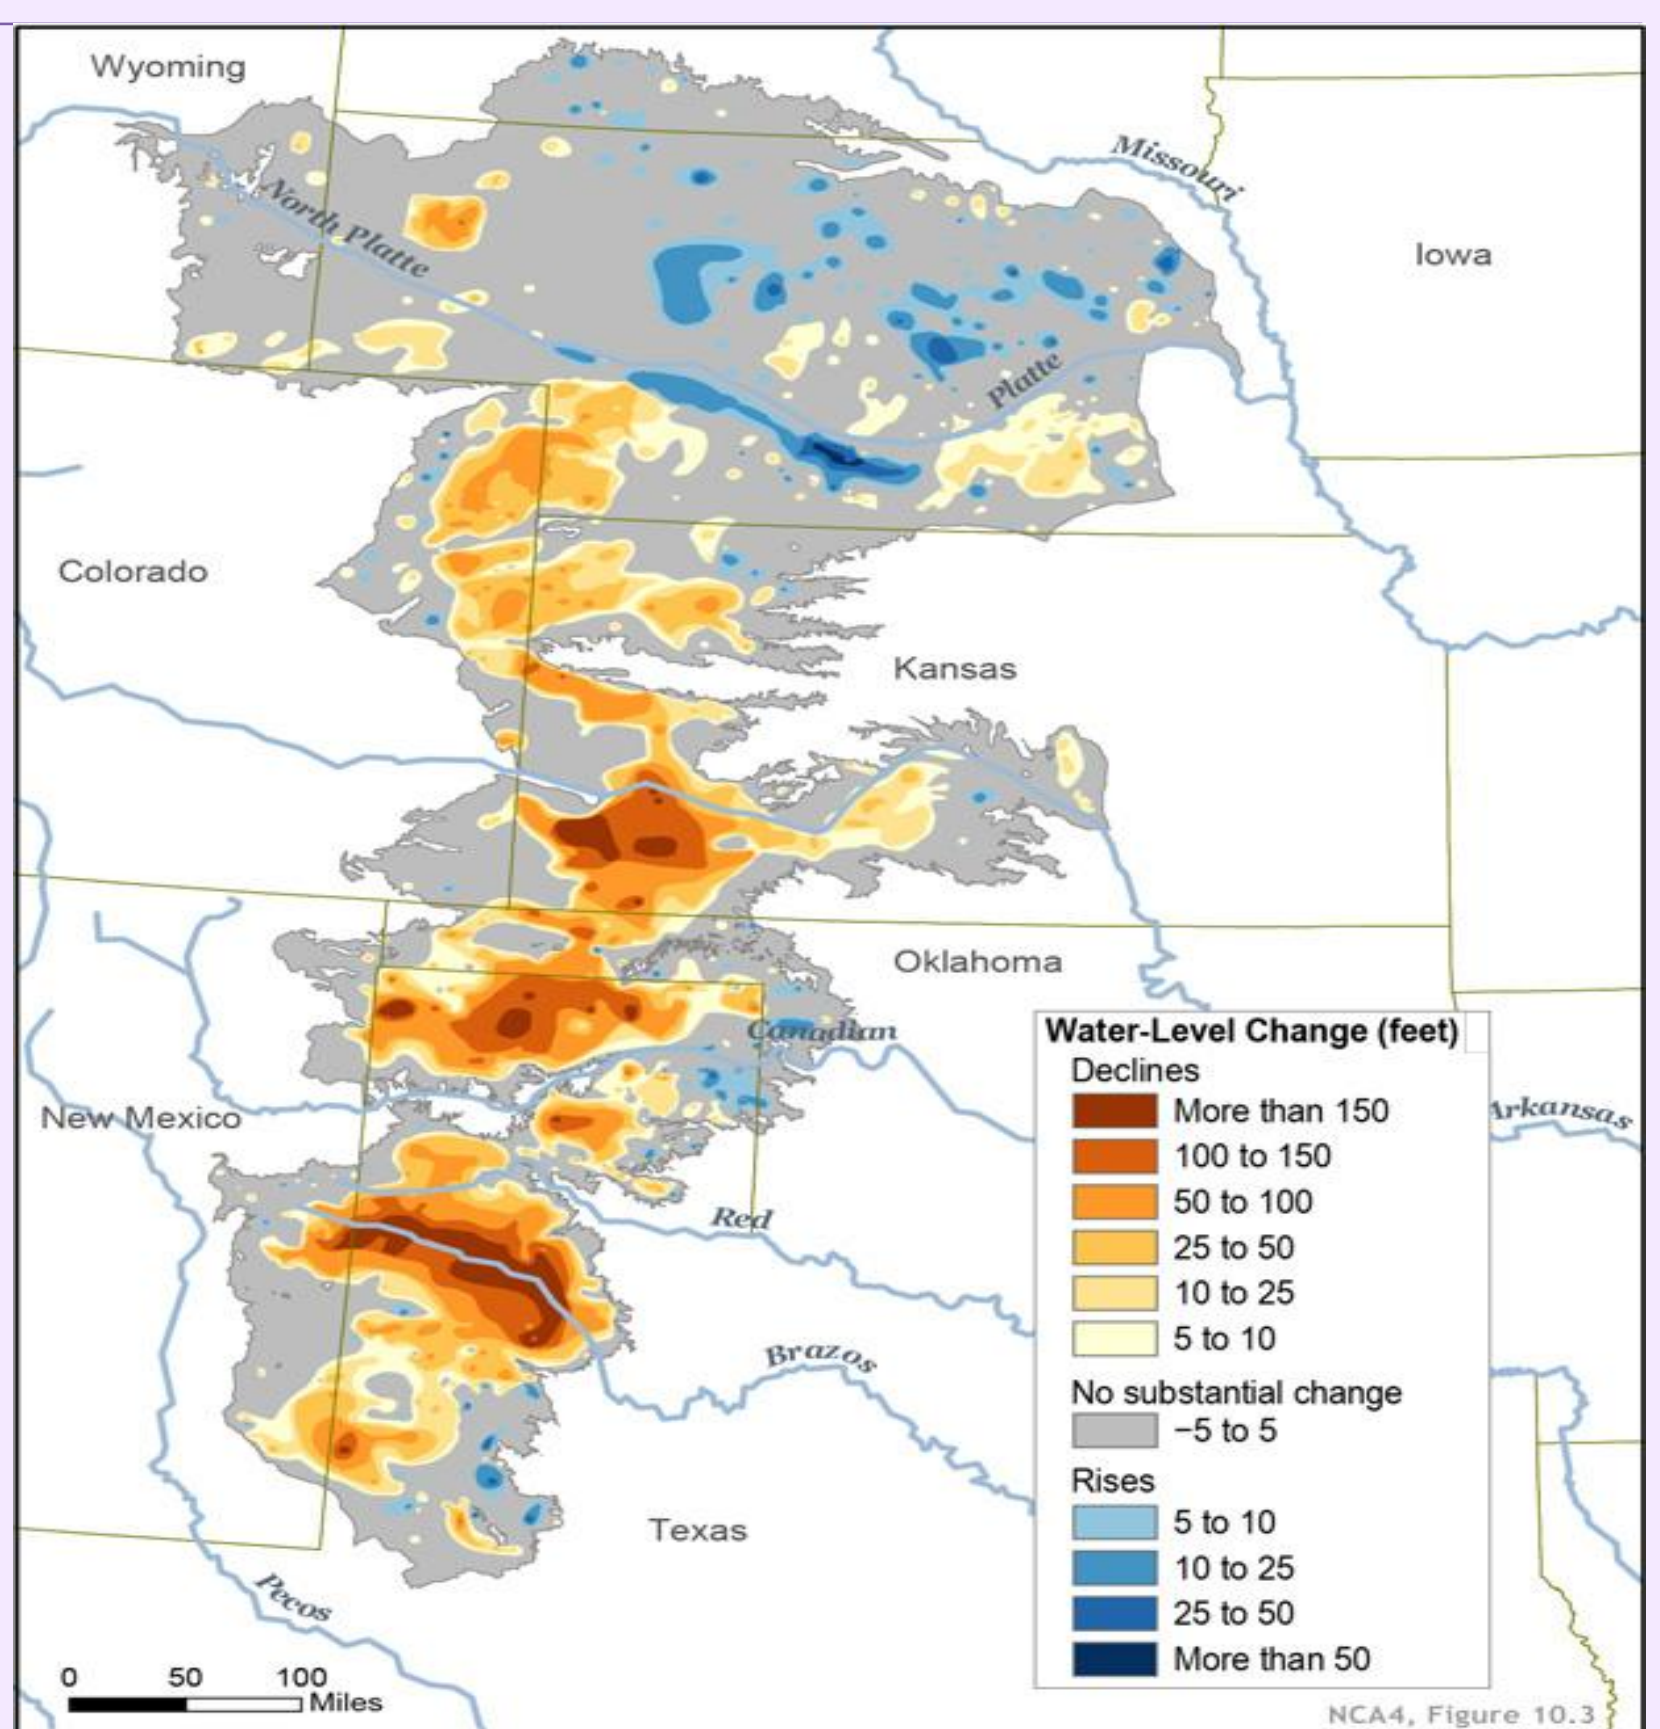 Wyoming
Missouri
North Platte
Iowa
Platte
Colorado
Kansas
Oklahoma
Canadian
New Mexico
Arkansas
Red
Brazos
Texas
Pecos
Water-Level Change (feet)
Declines
More than 150
100 to 150
50 to 100
25 to 50
10 to 25
5 to 10
No substantial change
−5 to 5
Rises
5 to 10
10 to 25
25 to 50
More than 50
0 50 100
Miles
NCA4, Figure 10.3